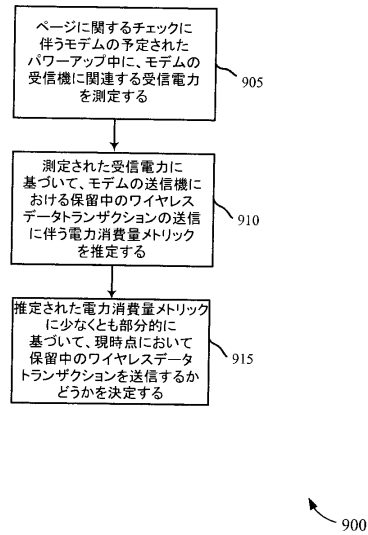 ページに関するチェックに
伴うモデムの予定された
パワーアップ中に、モデムの
受信機に関連する受信電力
を測定する
905
測定された受信電力に
基づいて、モデムの送信機に
おける保留中のワイヤレス
データトランザクションの送信
に伴う電力消費量メトリック
を推定する
910
推定された電力消費量メトリック
に少なくとも部分的に
基づいて、現時点において
保留中のワイヤレスデータ
トランザクションを送信するか
どうかを決定する
915
900